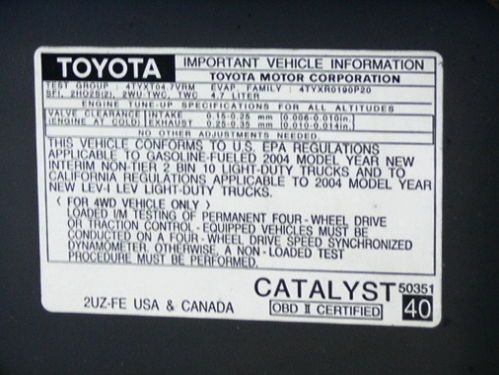 TOYOTA
IMPORTANT VEHICLE INFORMATION
TOYOTA MOTOR CORPORATION
TEST GROUP : 4TYXT04.7VRM EVAP. FAMILY : 4TYXR0190P20
SFI, 2HO2S(2), 2WU-TWC, TWC 4.7 LITER
ENGINE TUNE-UP SPECIFICATIONS FOR ALL ALTITUDES
VALVE CLEARANCE INTAKE 0.15-0.25 mm (0.006-0.010in.)
(ENGINE AT COLD) EXHAUST 0.25-0.35 mm (0.010-0.014in.)
NO OTHER ADJUSTMENTS NEEDED
THIS VEHICLE CONFORMS TO U.S. EPA REGULATIONS
APPLICABLE TO GASOLINE-FUELED 2004 MODEL YEAR NEW
INTERIM NON-TIER 2 BIN 10 LIGHT-DUTY TRUCKS AND TO
CALIFORNIA REGULATIONS APPLICABLE TO 2004 MODEL YEAR
NEW LEV-I LEV LIGHT-DUTY TRUCKS.
( FOR 4WD VEHICLE ONLY )
LOADED I/M TESTING OF PERMANENT FOUR-WHEEL DRIVE
OR TRACTION CONTROL-EQUIPPED VEHICLES MUST BE
CONDUCTED ON A FOUR-WHEEL DRIVE SPEED SYNCHRONIZED
DYNAMOMETER, OTHERWISE, A NON-LOADED TEST
PROCEDURE MUST BE PERFORMED.
CATALYST 50351
2UZ-FE USA & CANADA OBD II CERTIFIED 40